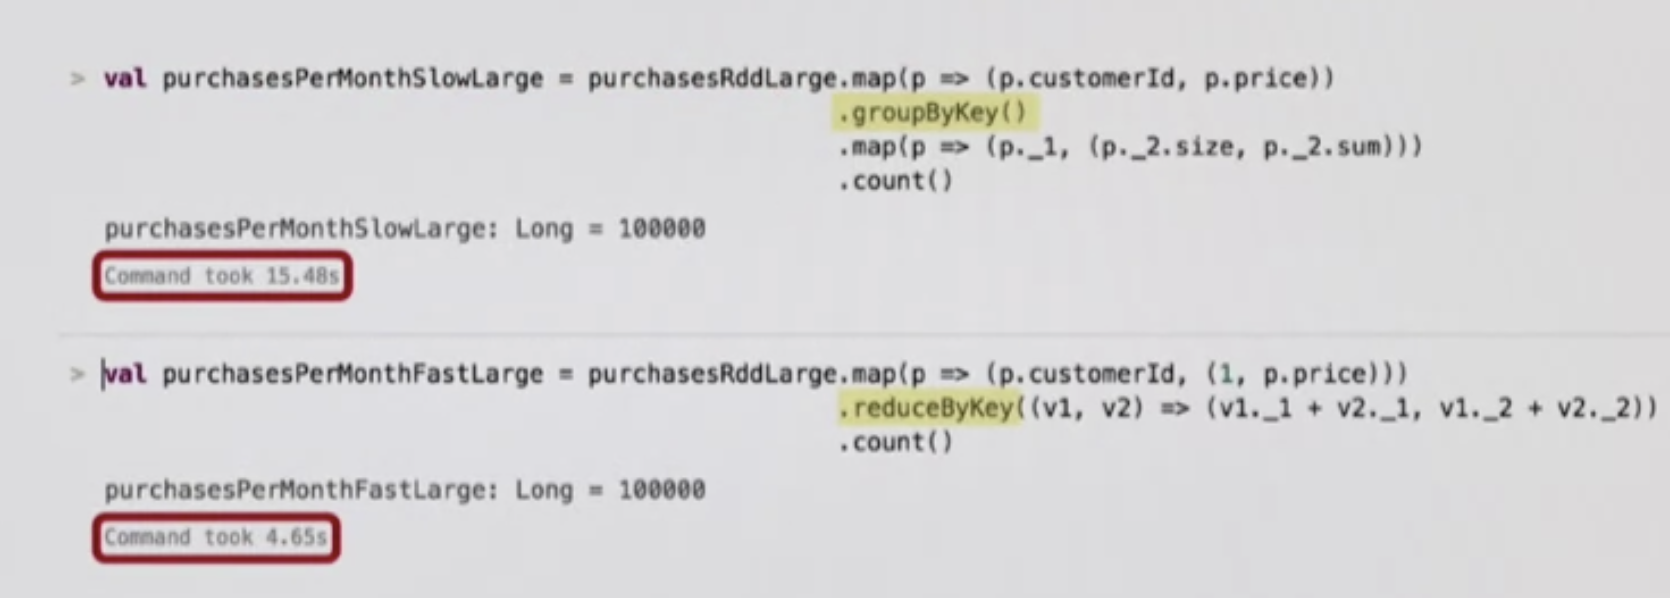 > val purchasesPerMonthSlowLarge = purchasesRddLarge.map(p => (p.customerId, p.price))
.groupByKey()
.map(p => (p._1, (p._2.size, p._2.sum)))
.count()
purchasesPerMonthSlowLarge: Long = 100000
Command took 15.48s
> val purchasesPerMonthFastLarge = purchasesRddLarge.map(p => (p.customerId, (1, p.price)))
.reduceByKey((v1, v2) => (v1._1 + v2._1, v1._2 + v2._2))
.count()
purchasesPerMonthFastLarge: Long = 100000
Command took 4.65s